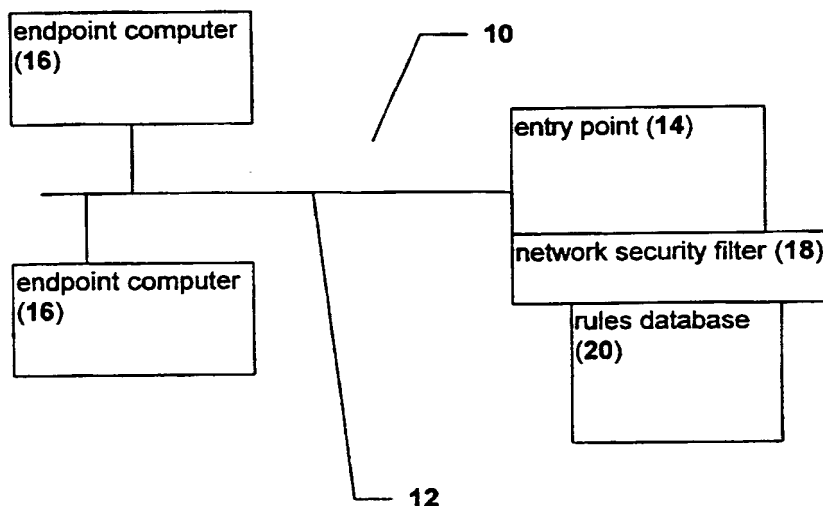 endpoint computer
(16)
10
entry point (14)
network security filter (18)
endpoint computer
(16)
rules database
(20)
12